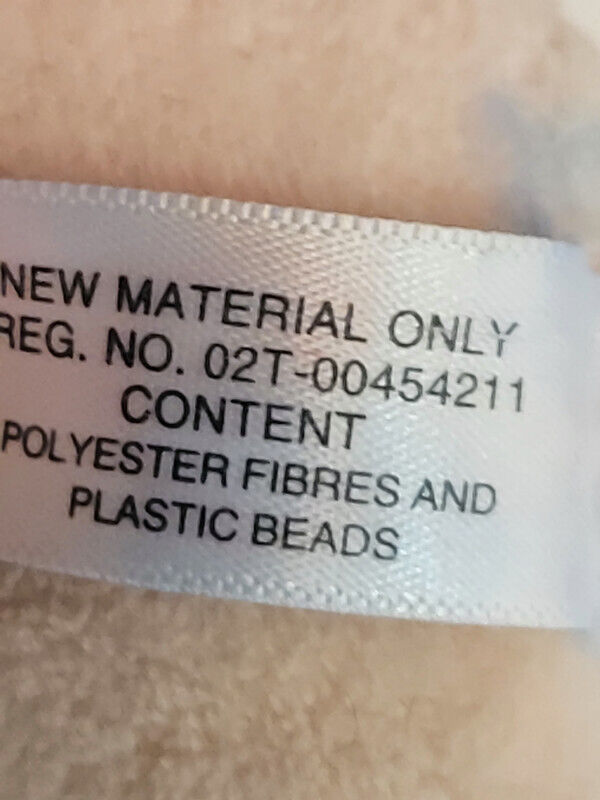 NEW MATERIAL ONLY
REG. NO. 02T-00454211
CONTENT
POLYESTER FIBRES AND
PLASTIC BEADS